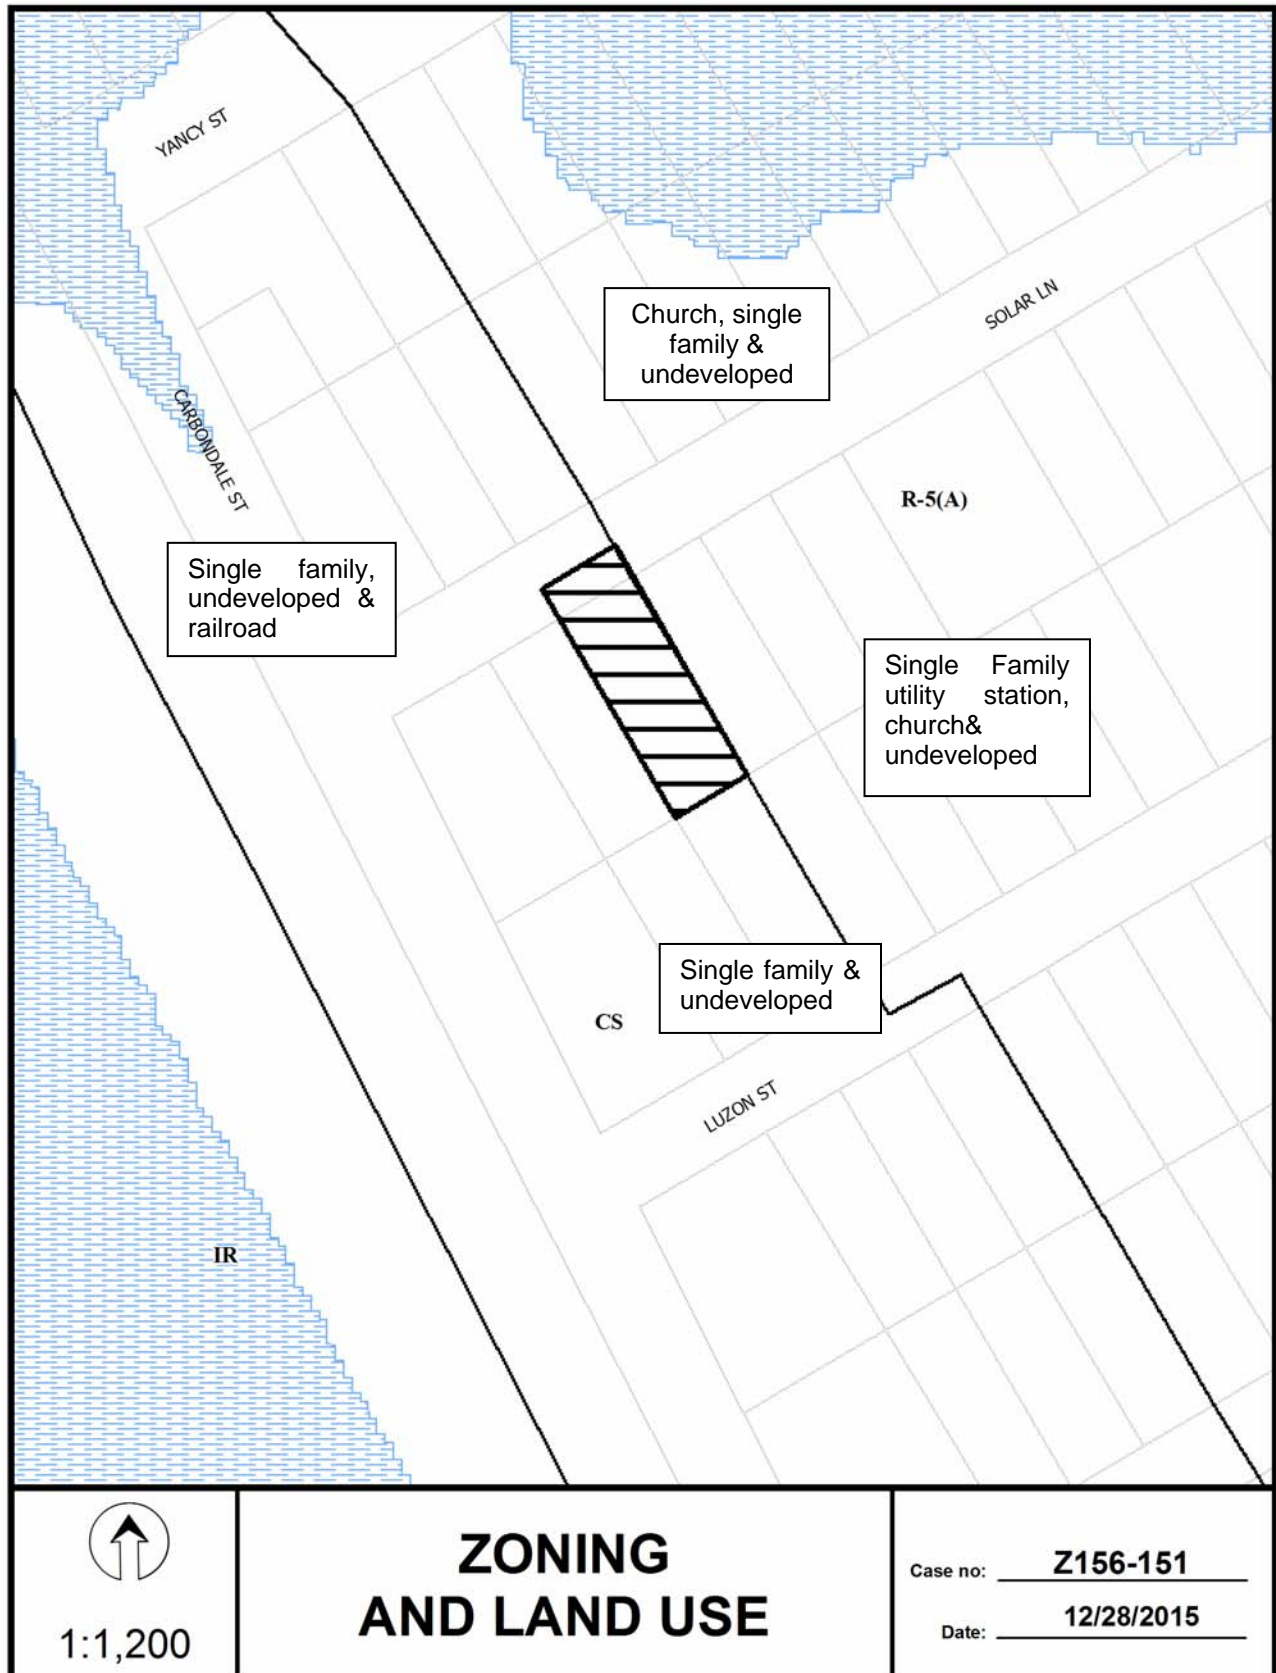 YANCY ST
Church, single
family &
undeveloped
SOLAR LN
CARBONDALE ST
R-5(A)
Single family,
undeveloped &
railroad
Single Family
utility station,
church&
undeveloped
Single family &
undeveloped
CS
LUZON ST
IR
1:1,200
ZONING
AND LAND USE
Case no: Z156-151
Date: 12/28/2015